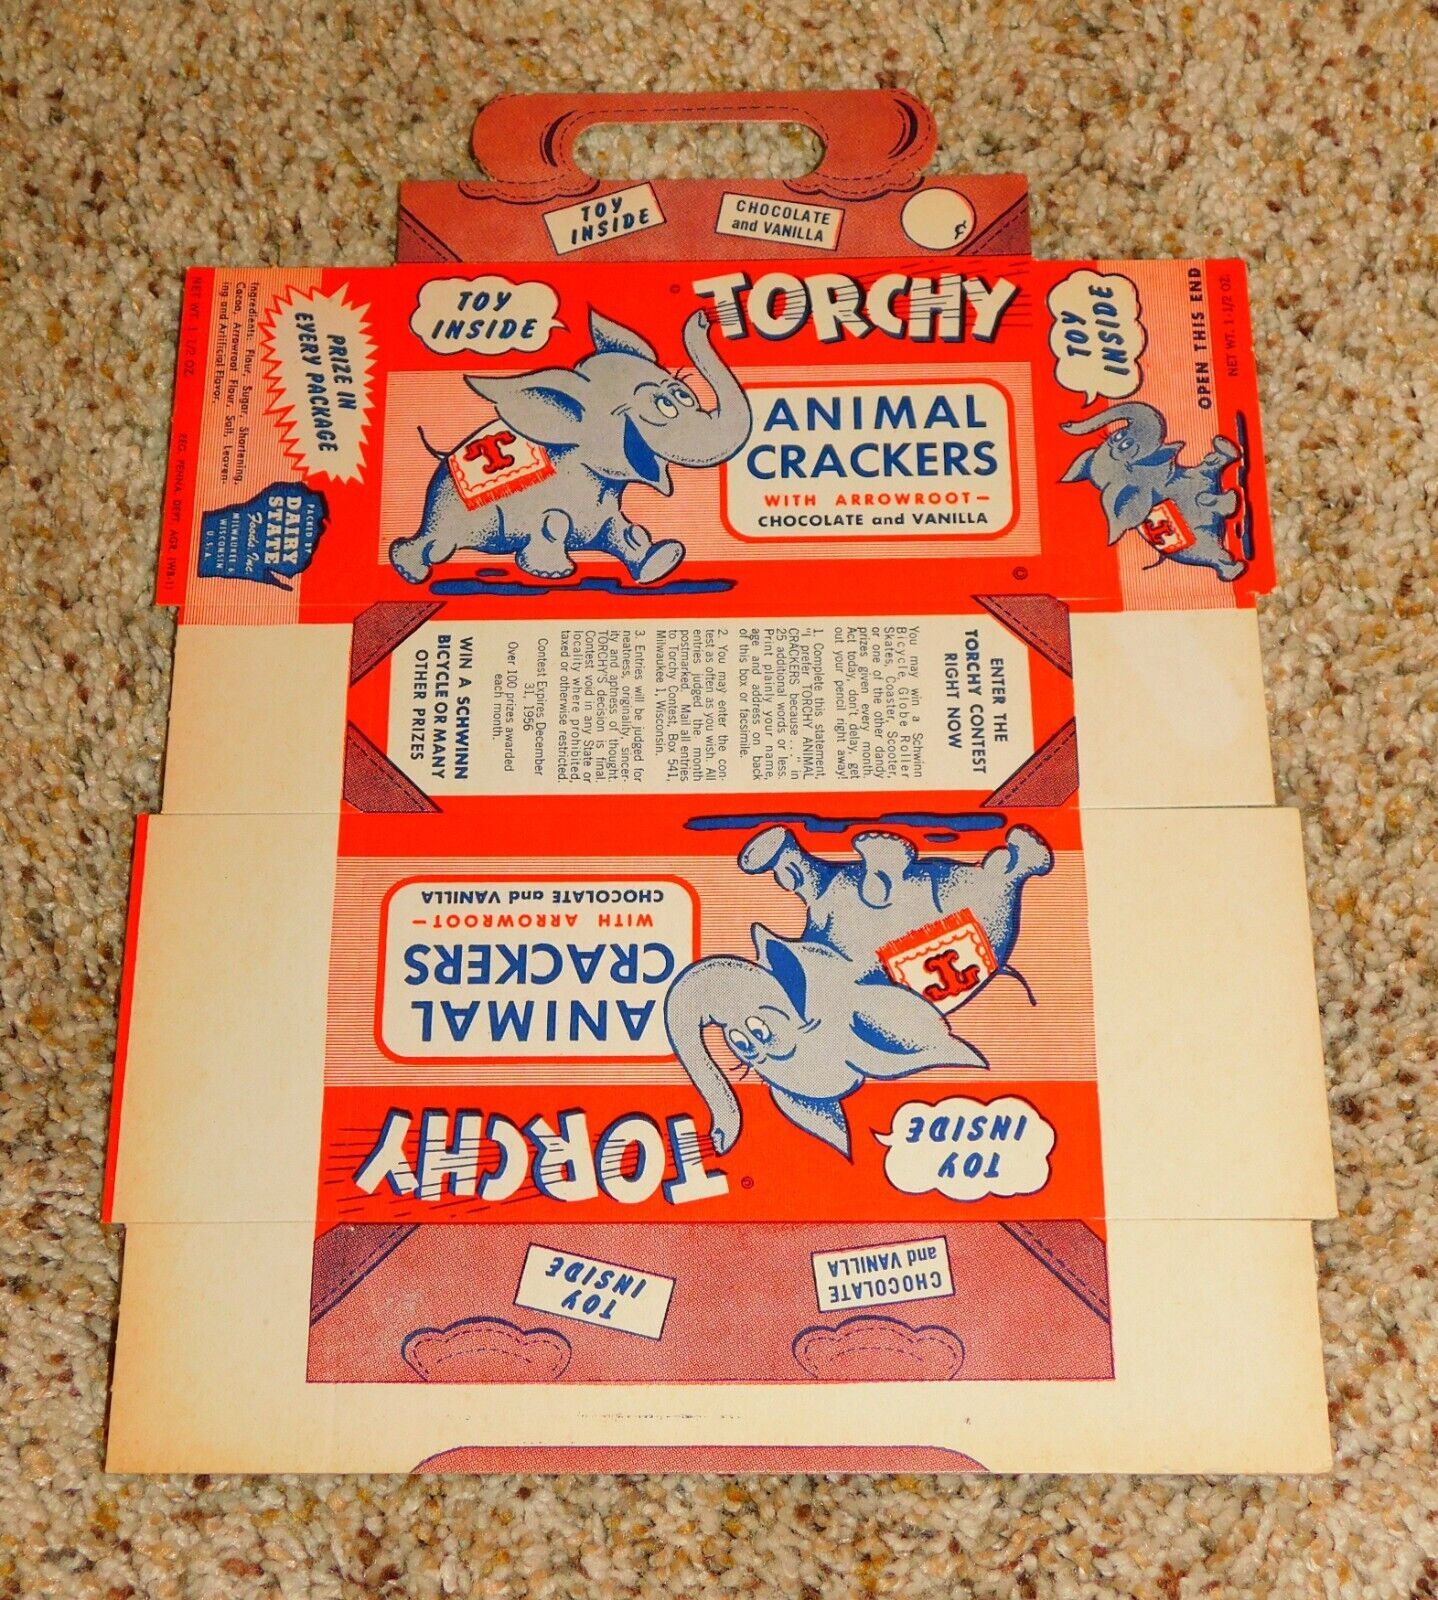 TOY
INSIDE
CHOCOLATE
and VANILLA
¢
NET WT. 1 1/2 OZ.
REG. PENNA. DEPT. AGR. (WB-1)
Ingredients: Flour, Sugar, Shortening,
Cocoa, Arrowroot Flour, Salt, Leaven-
ing and Artificial Flavor.
PRIZE IN
EVERY PACKAGE
PACKED BY
DAIRY
STATE
Foods Inc.
MILWAUKEE 6
WISCONSIN
U.S.A.
TOY
INSIDE
©
TORCHY
ANIMAL
CRACKERS
WITH ARROWROOT—
CHOCOLATE and VANILLA
T
©
TOY
INSIDE
OPEN THIS END
NET WT. 1-1/2 OZ.
T
ENTER THE
TORCHY CONTEST
RIGHT NOW
You may win a Schwinn
Bicycle, Globe Roller
Skates, Coaster, Scooter,
or one of the other dandy
prizes given every month.
Act today, don't delay, get
out your pencil right away!
1. Complete this statement,
"I prefer TORCHY ANIMAL
CRACKERS because . . ." in
25 additional words or less.
Print plainly your name,
age and address on back
of this box or facsimile.
2. You may enter the con-
test as often as you wish. All
entries judged the month
postmarked. Mail all entries
to Torchy Contest, Box 541,
Milwaukee 1, Wisconsin.
3. Entries will be judged for
neatness, originality, sincer-
ity and aptness of thought.
TORCHY'S decision is final.
Contest void in any State or
locality where prohibited,
taxed or otherwise restricted.
Contest Expires December
31, 1956
Over 100 prizes awarded
each month.
WIN A SCHWINN
BICYCLE OR MANY
OTHER PRIZES
TOY
INSIDE
©
TORCHY
ANIMAL
CRACKERS
WITH ARROWROOT—
CHOCOLATE and VANILLA
T
CHOCOLATE
and VANILLA
TOY
INSIDE